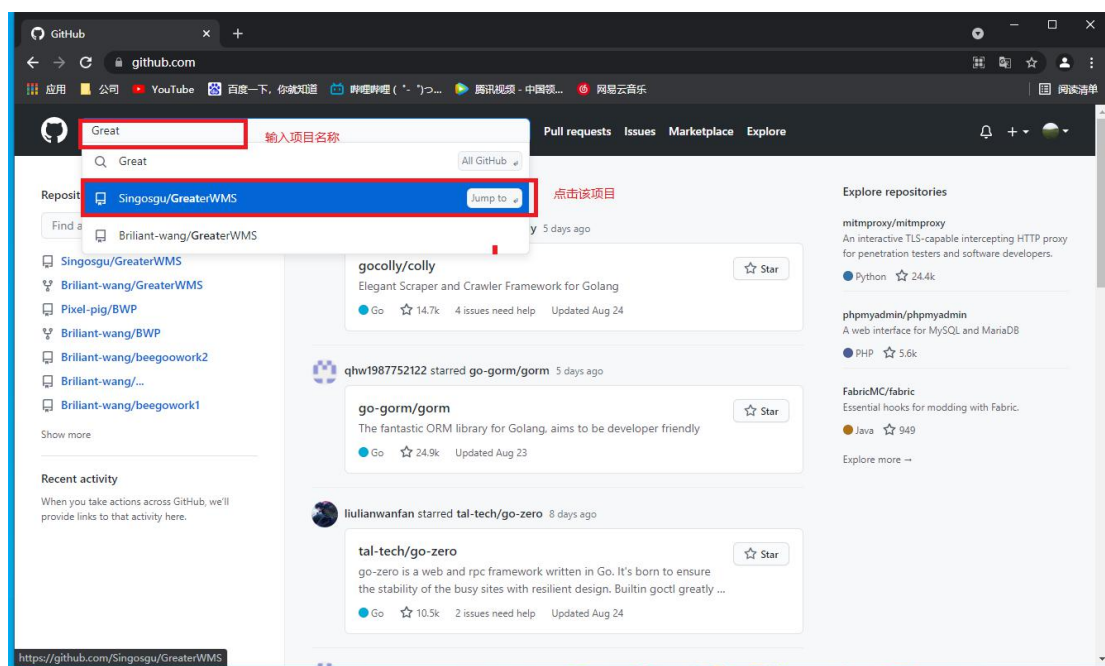 GitHub
github.com
应用 公司 YouTube 百度一下，你就知道 哔哩哔哩 ( ゜- ゜)つ... 腾讯视频 - 中国领... 网易云音乐 阅读清单
Great 输入项目名称 Pull requests Issues Marketplace Explore
Great All GitHub
Singosgu/GreaterWMS Jump to 点击该项目
Briliant-wang/GreaterWMS
Reposit
Find a
Singosgu/GreaterWMS
Briliant-wang/GreaterWMS
Pixel-pig/BWP
Briliant-wang/BWP
Briliant-wang/beegoowork2
Briliant-wang/...
Briliant-wang/beegowork1
Show more
Recent activity
When you take actions across GitHub, we'll
provide links to that activity here.
y 5 days ago
gocolly/colly Star
Elegant Scraper and Crawler Framework for Golang
Go 14.7k 4 issues need help Updated Aug 24
qhw1987752122 starred go-gorm/gorm 5 days ago
go-gorm/gorm Star
The fantastic ORM library for Golang, aims to be developer friendly
Go 24.9k Updated Aug 23
liulianwanfan starred tal-tech/go-zero 8 days ago
tal-tech/go-zero Star
go-zero is a web and rpc framework written in Go. It's born to ensure
the stability of the busy sites with resilient design. Builtin goctl greatly ...
Go 10.5k 2 issues need help Updated Aug 24
Explore repositories
mitmproxy/mitmproxy
An interactive TLS-capable intercepting HTTP proxy
for penetration testers and software developers.
Python 24.4k
phpmyadmin/phpmyadmin
A web interface for MySQL and MariaDB
PHP 5.6k
FabricMC/fabric
Essential hooks for modding with Fabric.
Java 949
Explore more →
https://github.com/Singosgu/GreaterWMS